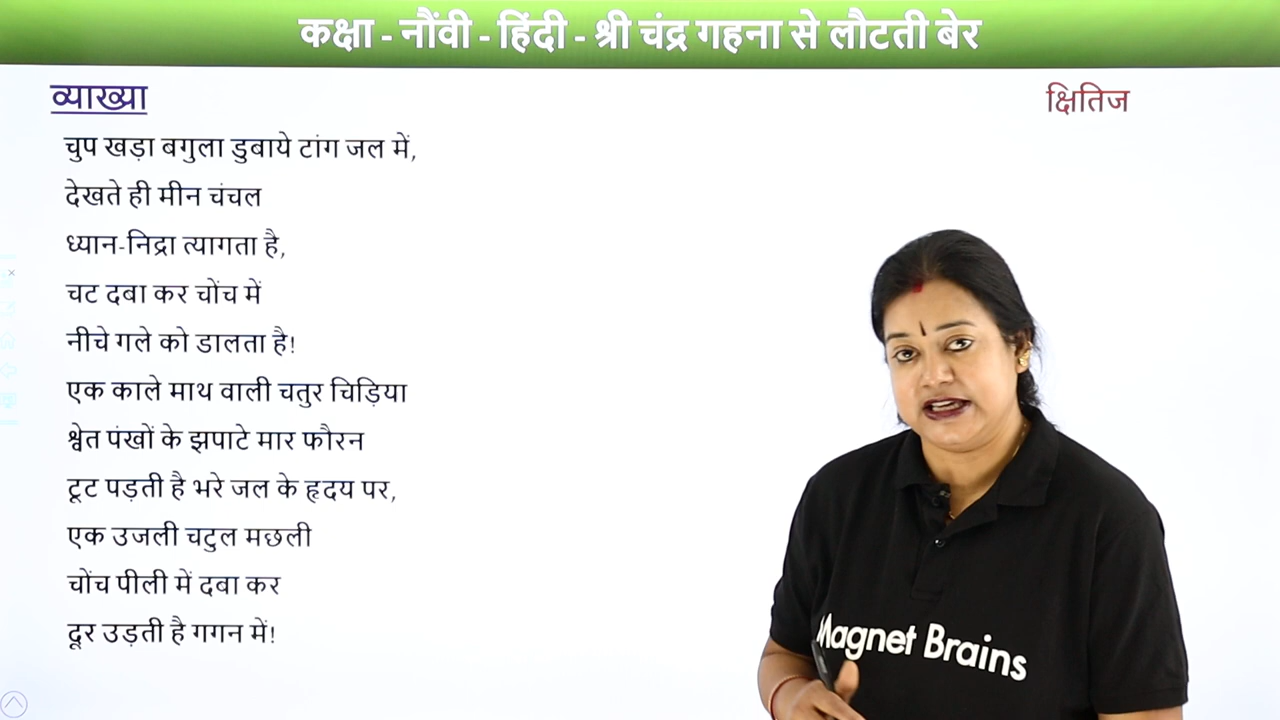 कक्षा - नौंवी - हिंदी - श्री चंद्र गहना से लौटती बेर
व्याख्या
क्षितिज
चुप खड़ा बगुला डुबाये टांग जल में,
देखते ही मीन चंचल
ध्यान-निद्रा त्यागता है,
चट दबा कर चोंच में
नीचे गले को डालता है!
एक काले माथ वाली चतुर चिड़िया
श्वेत पंखों के झपाटे मार फौरन
टूट पड़ती है भरे जल के हृदय पर,
एक उजली चटुल मछली
चोंच पीली में दबा कर
दूर उड़ती है गगन में!
Magnet Brains